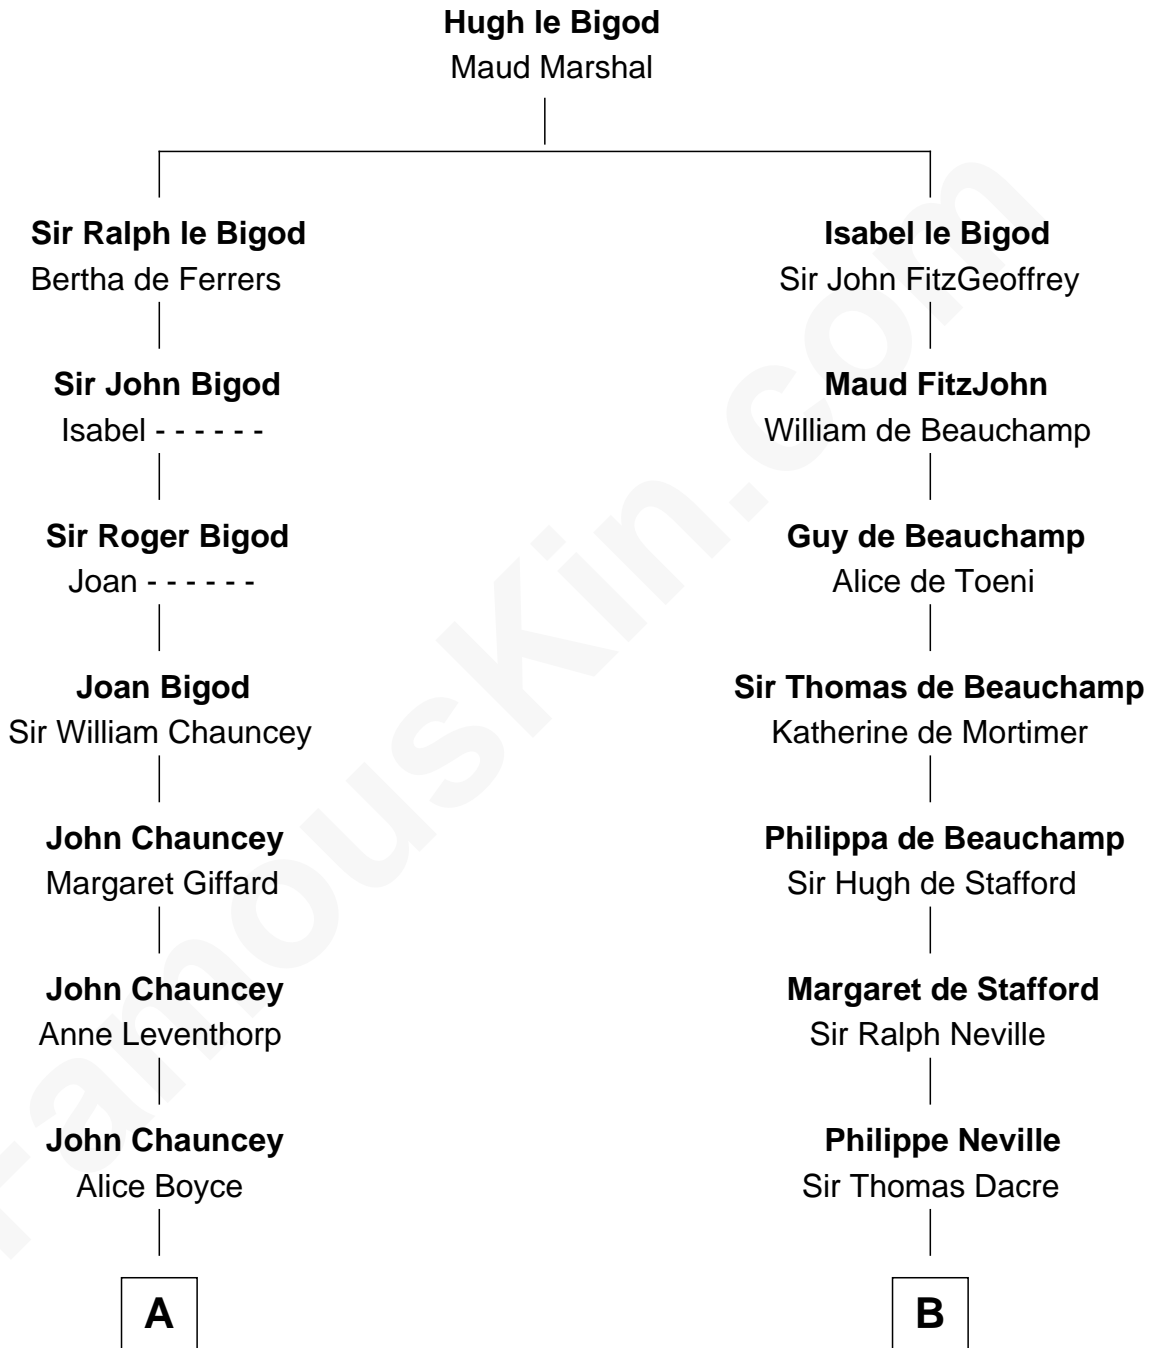 Hugh le Bigod
Maud Marshal
Sir Ralph le Bigod
Bertha de Ferrers
Sir John Bigod
Isabel - - - - - -
Sir Roger Bigod
Joan - - - - - -
Joan Bigod
Sir William Chauncey
John Chauncey
Margaret Giffard
John Chauncey
Anne Leventhorp
John Chauncey
Alice Boyce
A
Isabel le Bigod
Sir John FitzGeoffrey
Maud FitzJohn
William de Beauchamp
Guy de Beauchamp
Alice de Toeni
Sir Thomas de Beauchamp
Katherine de Mortimer
Philippa de Beauchamp
Sir Hugh de Stafford
Margaret de Stafford
Sir Ralph Neville
Philippe Neville
Sir Thomas Dacre
B
FamousKin.com